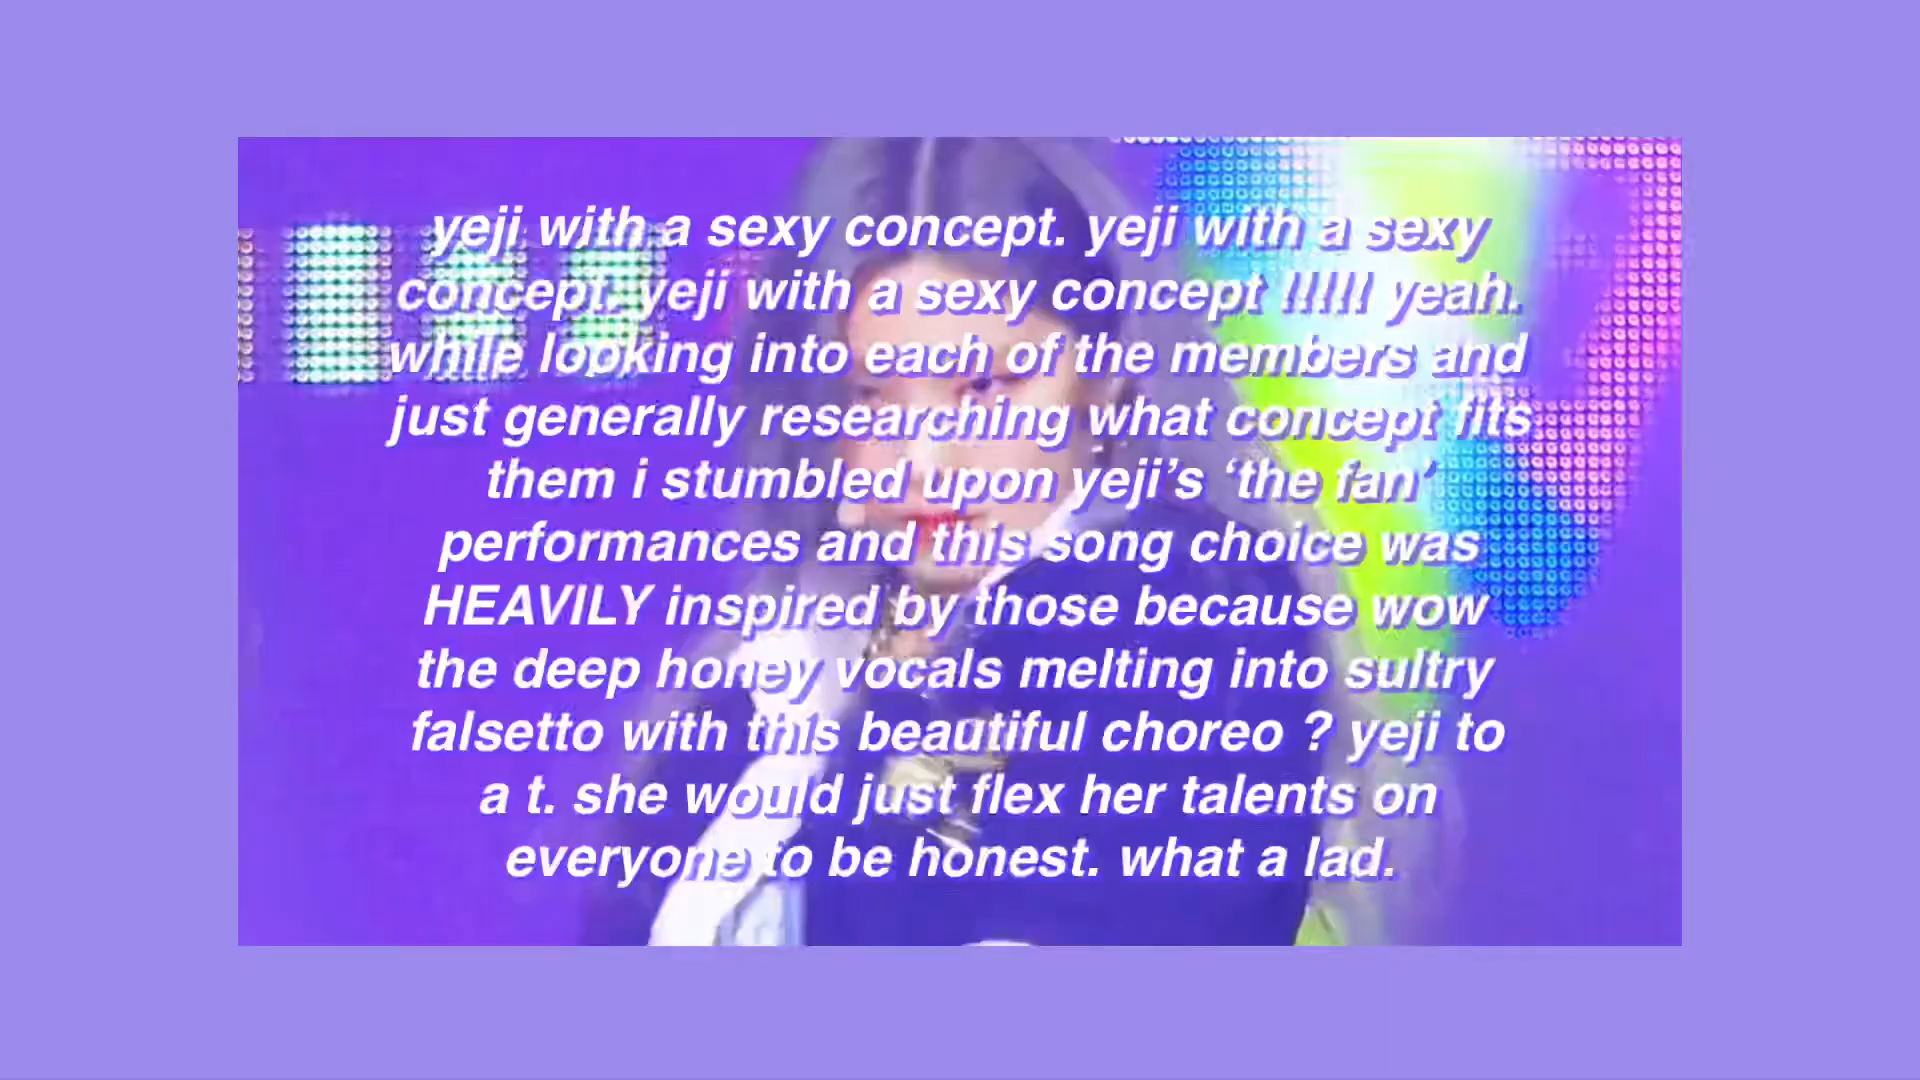 yeji with a sexy concept. yeji with a sexy
concept. yeji with a sexy concept !!!!! yeah.
while looking into each of the members and
just generally researching what concept fits
them i stumbled upon yeji’s ‘the fan’
performances and this song choice was
HEAVILY inspired by those because wow
the deep honey vocals melting into sultry
falsetto with this beautiful choreo ? yeji to
a t. she would just flex her talents on
everyone to be honest. what a lad.